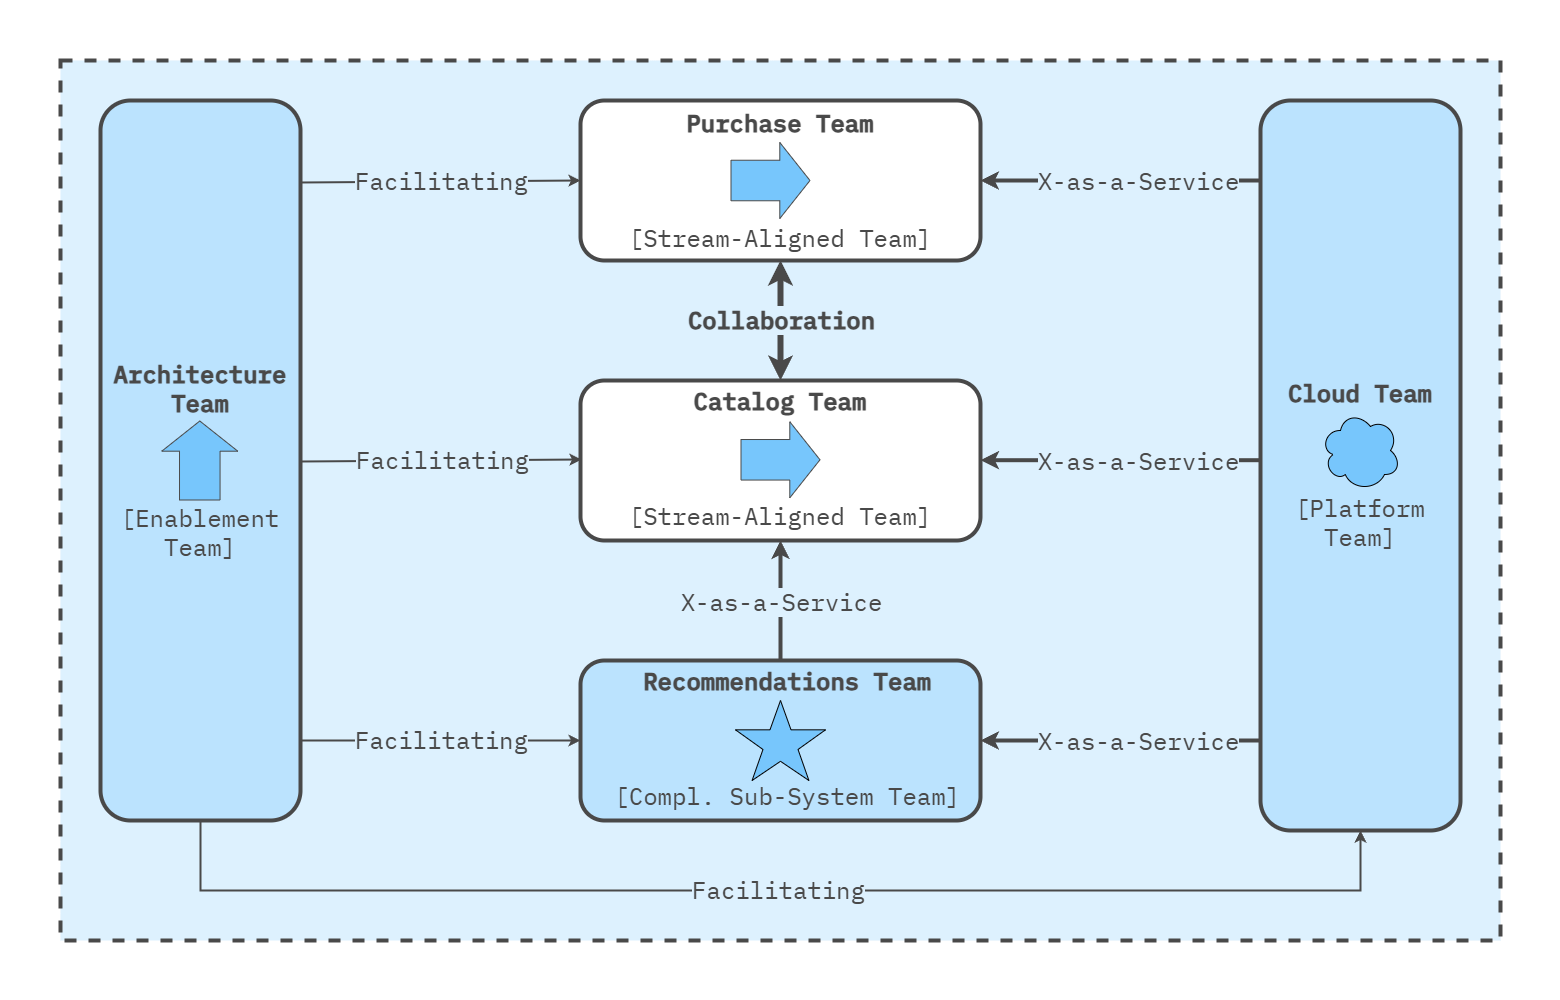 Purchase Team
[Stream-Aligned Team]
Facilitating
X-as-a-Service
Collaboration
Architecture
Team
[Enablement
Team]
Catalog Team
[Stream-Aligned Team]
Facilitating
X-as-a-Service
Cloud Team
[Platform
Team]
X-as-a-Service
Recommendations Team
[Compl. Sub-System Team]
Facilitating
X-as-a-Service
Facilitating